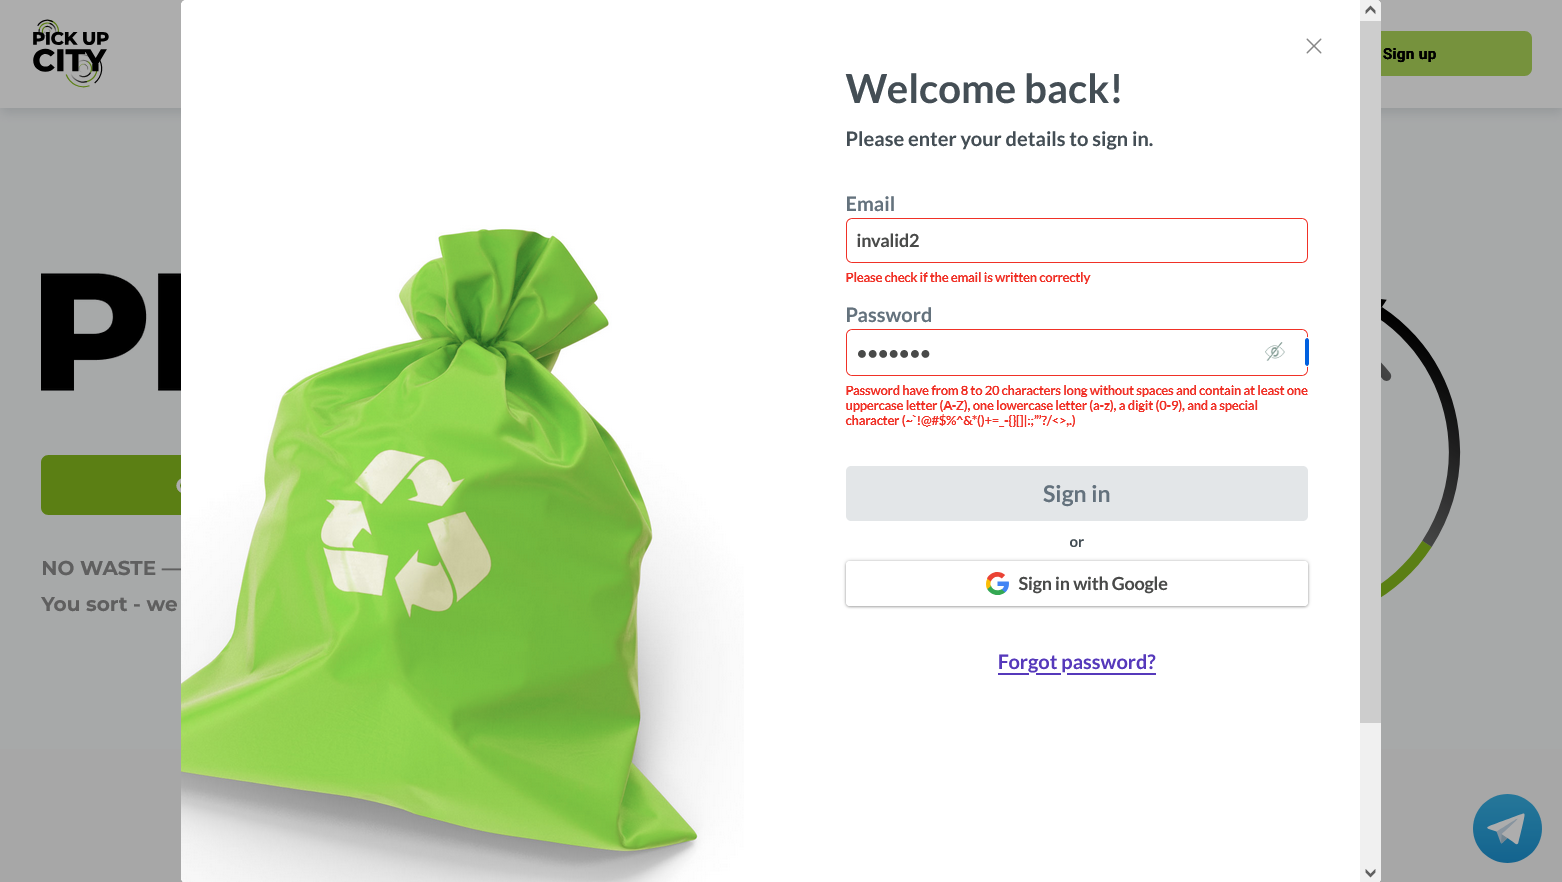 PICK UP
CITY
Sign up
Welcome back!
Please enter your details to sign in.
Email
invalid2
Please check if the email is written correctly
Password
•••••••
Password have from 8 to 20 characters long without spaces and contain at least one
uppercase letter (A-Z), one lowercase letter (a-z), a digit (0-9), and a special
character (~`!@#$%^&*()+=_-{}[]|:;”’?/<>,.)
Sign in
or
Sign in with Google
Forgot password?
NO WASTE —
You sort - we